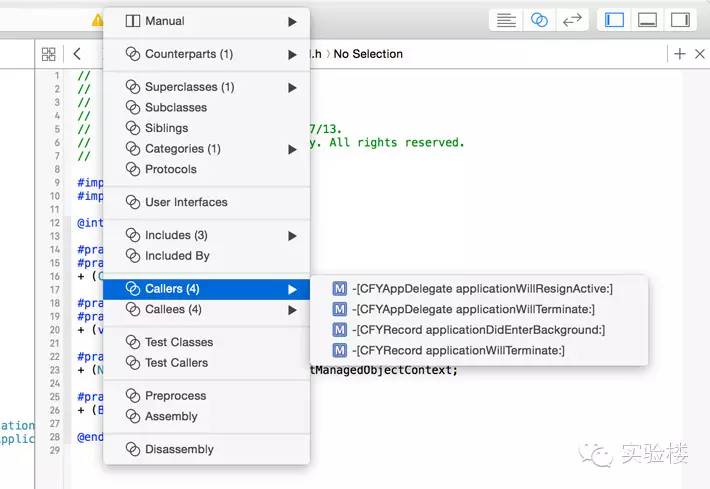 Manual
Counterparts (1)
l.h › No Selection
Superclasses (1)
Subclasses
Siblings
Categories (1)
Protocols
User Interfaces
Includes (3)
Included By
Callers (4)
Callees (4)
Test Classes
Test Callers
Preprocess
Assembly
Disassembly
M -[CFYAppDelegate applicationWillResignActive:]
M -[CFYAppDelegate applicationWillTerminate:]
M -[CFYRecord applicationDidEnterBackground:]
M -[CFYRecord applicationWillTerminate:]
1 //
2 //
3 //
4 //
5 // 7/13.
6 // y. All rights reserved.
7 //
8
9 #imp
10 #imp
11
12 @int
13
14 #pra
15 #pra
16 + (C
17
18 #pra
19 #pra
20 + (v
21
22 #pra
23 + (N tManagedObjectContext;
24
25 #pra
26 + (B
27
28 @end
29
ation
Applic
实验楼